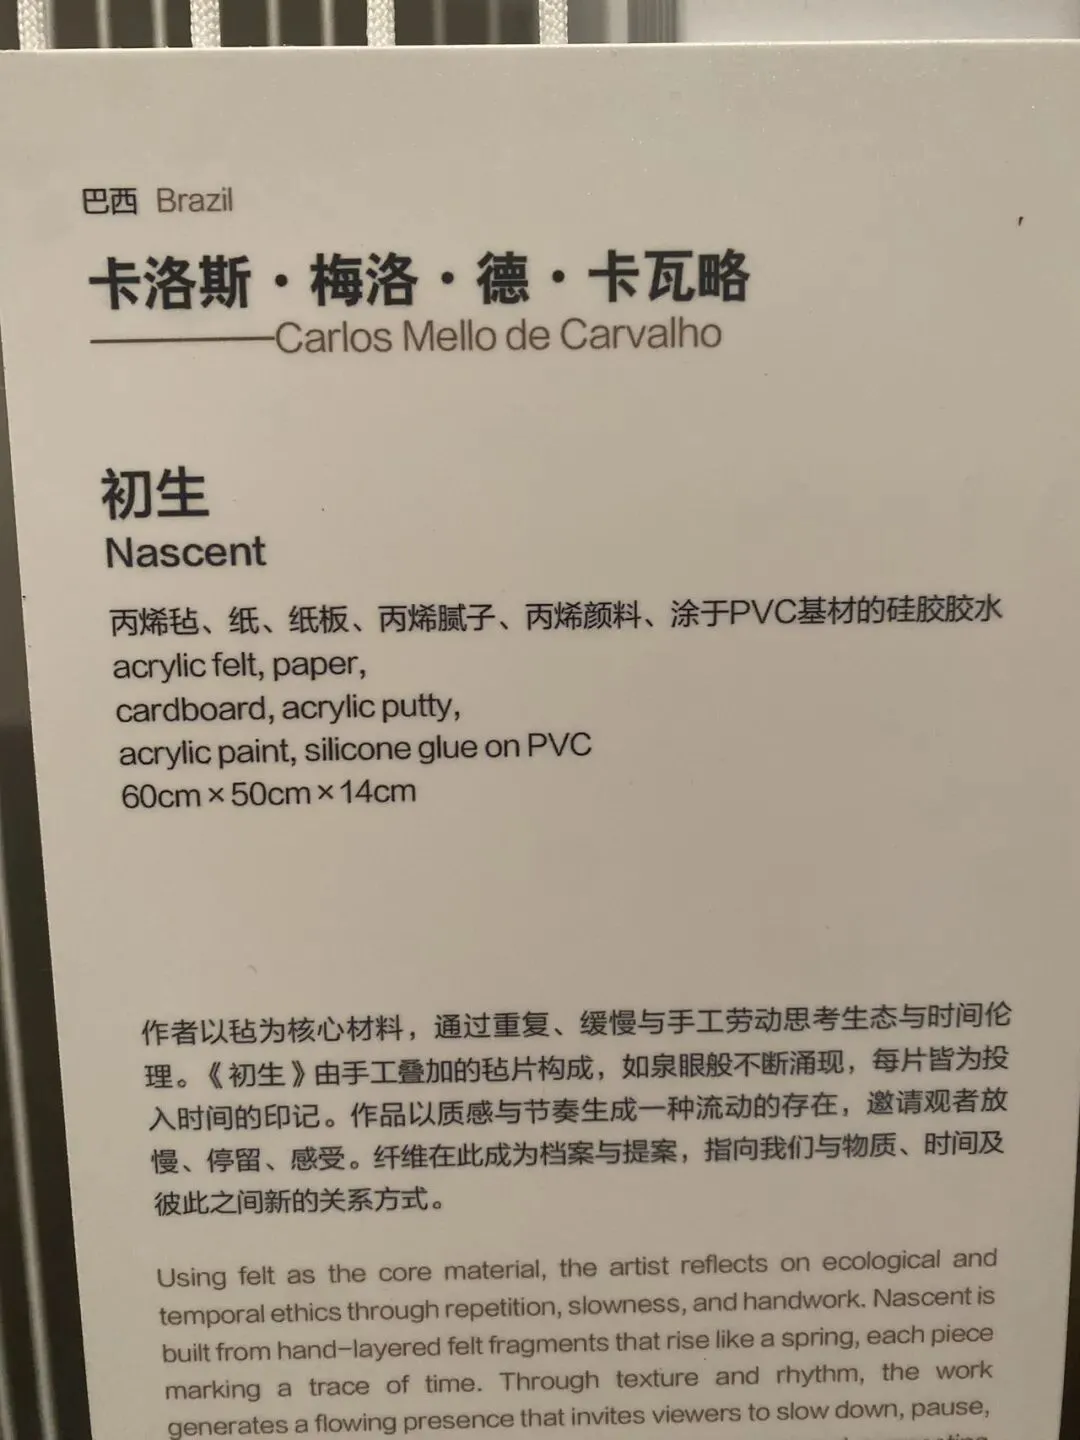 巴西 Brazil
卡洛斯·梅洛·德·卡瓦略
————Carlos Mello de Carvalho
初生
Nascent
丙烯毡、纸、纸板、丙烯腻子、丙烯颜料、涂于PVC基材的硅胶胶水
acrylic felt, paper,
cardboard, acrylic putty,
acrylic paint, silicone glue on PVC
60cm×50cm×14cm
作者以毡为核心材料，通过重复、缓慢与手工劳动思考生态与时间伦
理。《初生》由手工叠加的毡片构成，如泉眼般不断涌现，每片皆为投
入时间的印记。作品以质感与节奏生成一种流动的存在，邀请观者放
慢、停留、感受。纤维在此成为档案与提案，指向我们与物质、时间及
彼此之间新的关系方式。
Using felt as the core material, the artist reflects on ecological and
temporal ethics through repetition, slowness, and handwork. Nascent is
built from hand-layered felt fragments that rise like a spring, each piece
marking a trace of time. Through texture and rhythm, the work
generates a flowing presence that invites viewers to slow down, pause,